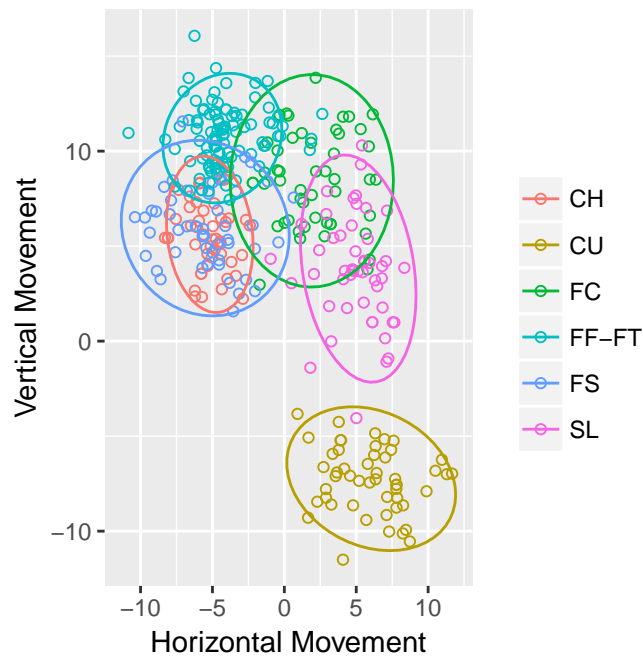 10
0
−10
−10
−5
0
5
10
Horizontal Movement
Vertical Movement
CH
CU
FC
FF−FT
FS
SL